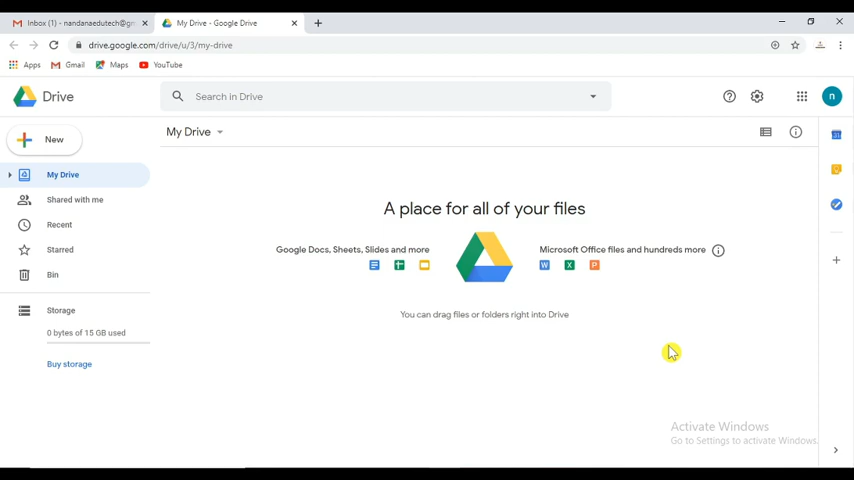 Inbox (1) - nandanaedutech@gm
My Drive - Google Drive
drive.google.com/drive/u/3/my-drive
Apps Gmail Maps YouTube
Drive
Search in Drive
n
New
My Drive
31
My Drive
Shared with me
Recent
Starred
Bin
Storage
0 bytes of 15 GB used
Buy storage
A place for all of your files
Google Docs, Sheets, Slides and more
Microsoft Office files and hundreds more
W X P
You can drag files or folders right into Drive
Activate Windows
Go to Settings to activate Windows.